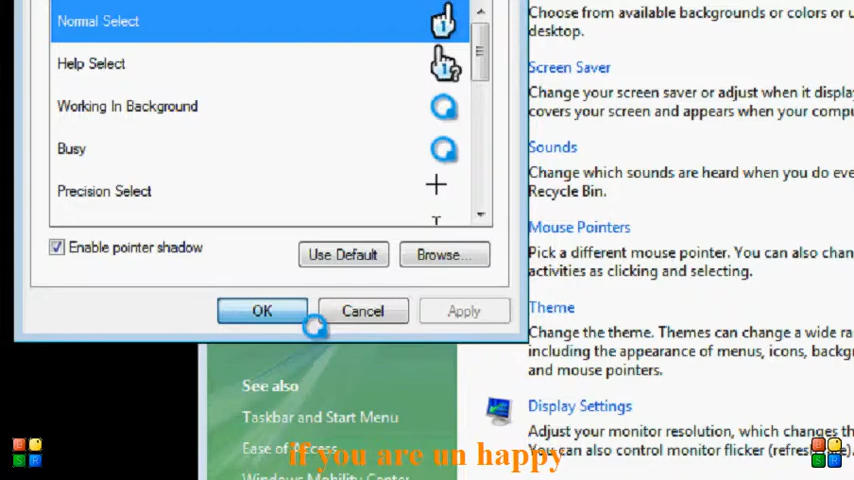 Normal Select
Help Select
Working In Background
Busy
Precision Select
Enable pointer shadow
Use Default
Browse...
OK
Cancel
Apply
Choose from available backgrounds or colors or u
desktop.
Screen Saver
Change your screen saver or adjust when it displa
covers your screen and appears when your compu
Sounds
Change which sounds are heard when you do eve
Recycle Bin.
Mouse Pointers
Pick a different mouse pointer. You can also chan
activities as clicking and selecting.
Theme
Change the theme. Themes can change a wide ra
including the appearance of menus, icons, backg
and mouse pointers.
Display Settings
Adjust your monitor resolution, which changes th
You can also control monitor flicker (refresh
See also
Taskbar and Start Menu
Ease of Access
Windows Mobility Center
If you are un happy
B
S R
B
S R